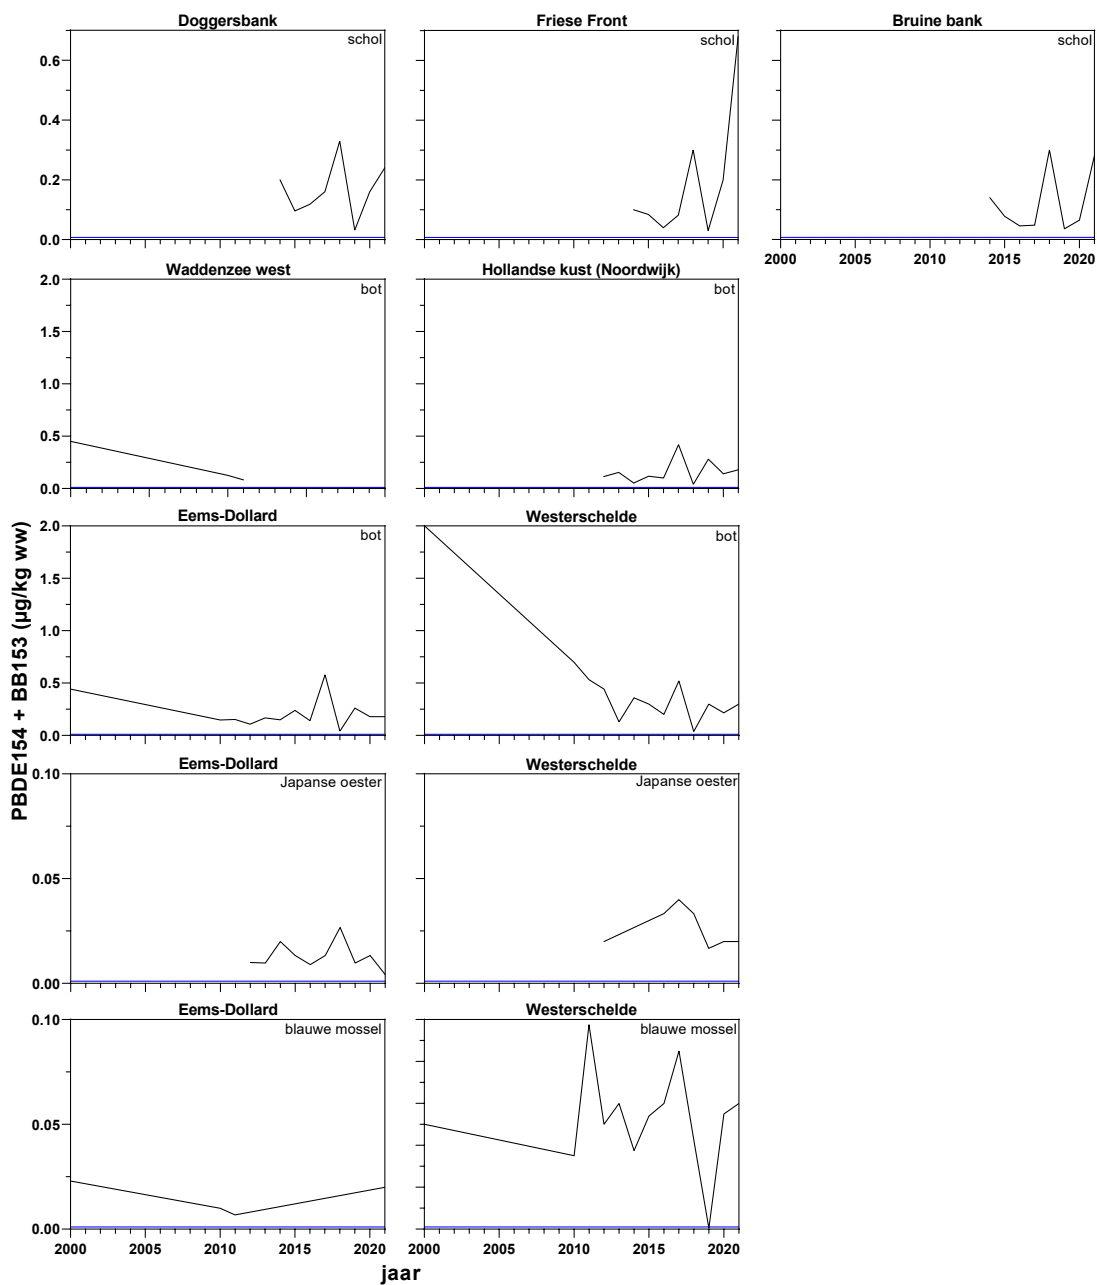 Doggersbank Friese Front Bruine bank
schol schol schol
0.6
0.4
0.2
0.0
2000 2005 2010 2015 2020
Waddenzee west Hollandse kust (Noordwijk)
2.0
bot bot
1.5
1.0
0.5
0.0
Eems-Dollard Westerschelde
2.0
bot bot
1.5
1.0
0.5
0.0
PBDE154 + BB153 (µg/kg ww)
Eems-Dollard Westerschelde
0.10
Japanse oester Japanse oester
0.05
0.00
Eems-Dollard Westerschelde
0.10
blauwe mossel blauwe mossel
0.05
0.00
2000 2005 2010 2015 2020 2000 2005 2010 2015 2020
jaar